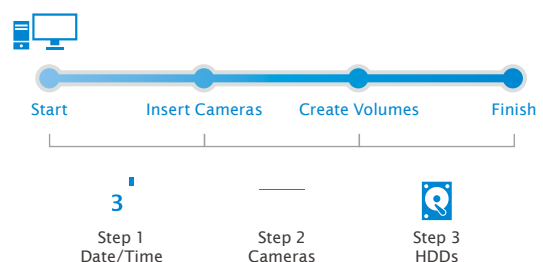 Start Insert Cameras Create Volumes Finish
3
Step 1 Step 2 Step 3
Date/Time Cameras HDDs